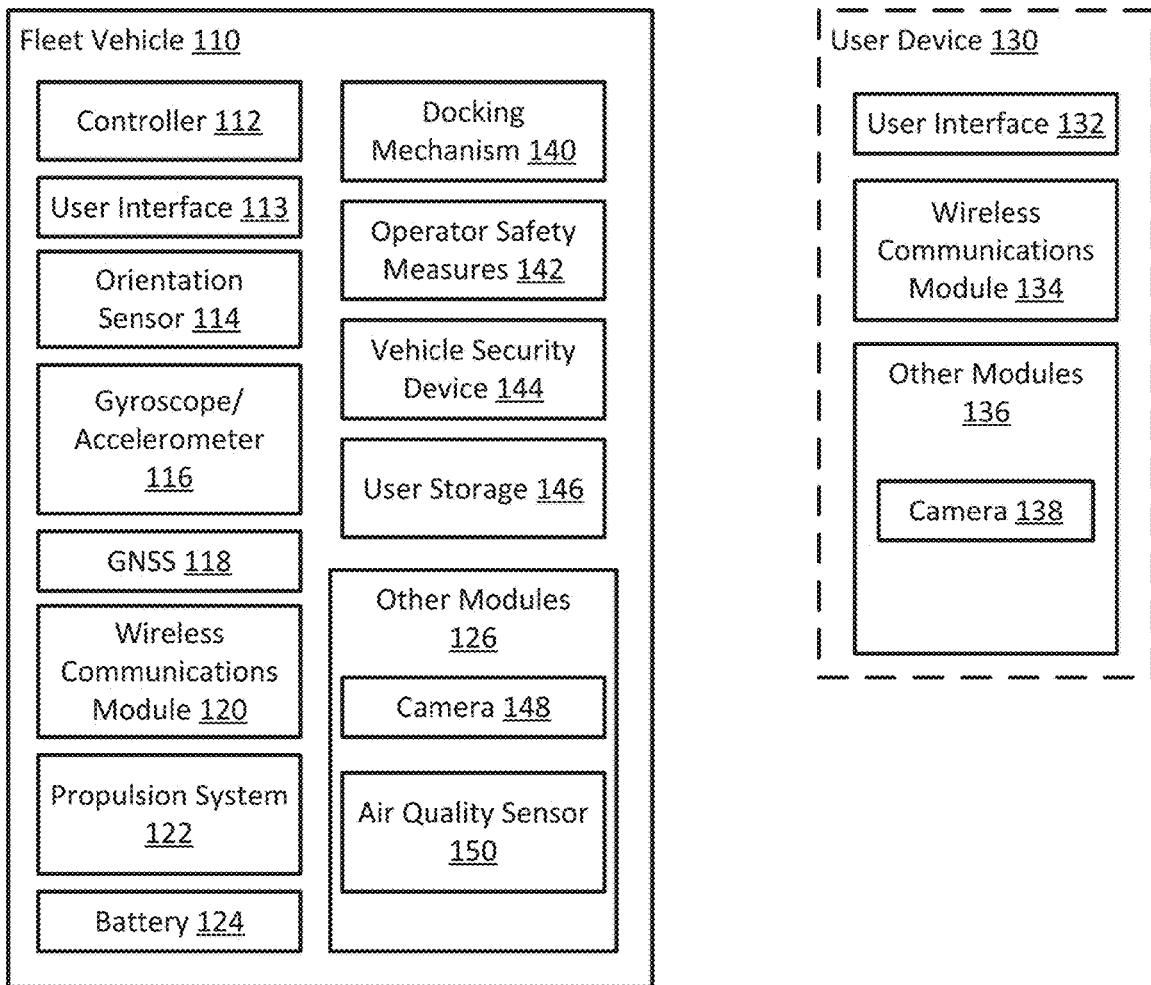 Fleet Vehicle 110
Controller 112
User Interface 113
Orientation
Sensor 114
Gyroscope/
Accelerometer
116
GNSS 118
Wireless
Communications
Module 120
Propulsion System
122
Battery 124
Docking
Mechanism 140
Operator Safety
Measures 142
Vehicle Security
Device 144
User Storage 146
Other Modules
126
Camera 148
Air Quality Sensor
150
User Device 130
User Interface 132
Wireless
Communications
Module 134
Other Modules
136
Camera 138